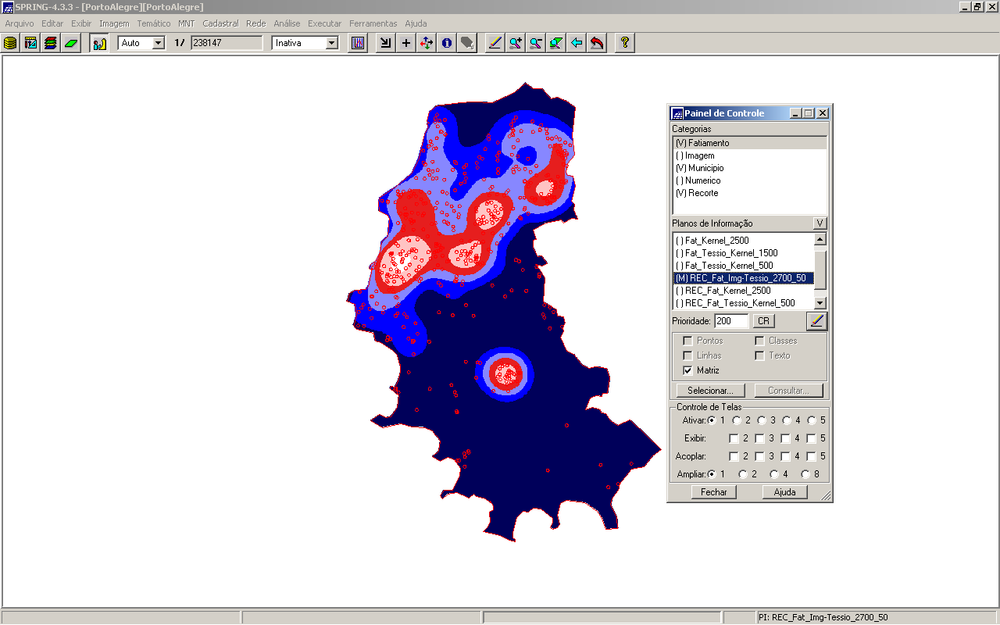 SPRING-4.3.3 - [PortoAlegre][PortoAlegre]
Arquivo Editar Exibir Imagem Temático MNT Cadastral Rede Análise Executar Ferramentas Ajuda
Auto 1/ 238147 Inativa ?
Painel de Controle
Categorias
(V) Fatiamento
( ) Imagem
(V) Municipio
( ) Numerico
(V) Recorte
Planos de Informação V
( ) Fat_Kernel_2500
( ) Fat_Tessio_Kernel_1500
( ) Fat_Tessio_Kernel_500
(M) REC_Fat_Img-Tessio_2700_50
( ) REC_Fat_Kernel_2500
( ) REC_Fat_Tessio_Kernel_500
Prioridade: 200 CR
Pontos Classes
Linhas Texto
Matriz
Selecionar... Consultar...
Controle de Telas
Ativar: 1 2 3 4 5
Exibir: 2 3 4 5
Acoplar: 2 3 4 5
Ampliar: 1 2 4 8
Fechar Ajuda
PI: REC_Fat_Img-Tessio_2700_50